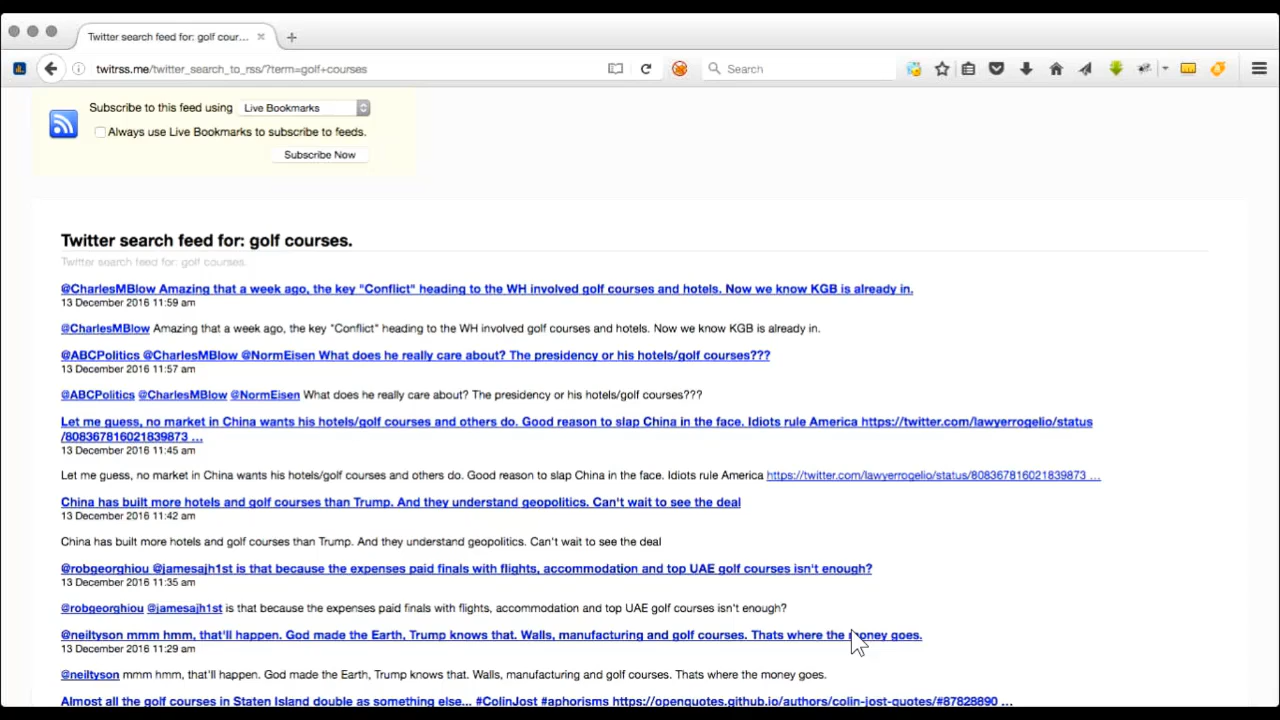 Twitter search feed for: golf cour...
twitrss.me/twitter_search_to_rss/?term=golf+courses
Search
Subscribe to this feed using Live Bookmarks
Always use Live Bookmarks to subscribe to feeds.
Subscribe Now
Twitter search feed for: golf courses.
Twitter search feed for: golf courses.
@CharlesMBlow Amazing that a week ago, the key "Conflict" heading to the WH involved golf courses and hotels. Now we know KGB is already in.
13 December 2016 11:59 am
@CharlesMBlow Amazing that a week ago, the key "Conflict" heading to the WH involved golf courses and hotels. Now we know KGB is already in.
@ABCPolitics @CharlesMBlow @NormEisen What does he really care about? The presidency or his hotels/golf courses???
13 December 2016 11:57 am
@ABCPolitics @CharlesMBlow @NormEisen What does he really care about? The presidency or his hotels/golf courses???
Let me guess, no market in China wants his hotels/golf courses and others do. Good reason to slap China in the face. Idiots rule America https://twitter.com/lawyerrogelio/status
/808367816021839873 ...
13 December 2016 11:45 am
Let me guess, no market in China wants his hotels/golf courses and others do. Good reason to slap China in the face. Idiots rule America https://twitter.com/lawyerrogelio/status/808367816021839873 ...
China has built more hotels and golf courses than Trump. And they understand geopolitics. Can't wait to see the deal
13 December 2016 11:42 am
China has built more hotels and golf courses than Trump. And they understand geopolitics. Can't wait to see the deal
@robgeorghiou @jamesajh1st is that because the expenses paid finals with flights, accommodation and top UAE golf courses isn't enough?
13 December 2016 11:35 am
@robgeorghiou @jamesajh1st is that because the expenses paid finals with flights, accommodation and top UAE golf courses isn't enough?
@neiltyson mmm hmm, that'll happen. God made the Earth, Trump knows that. Walls, manufacturing and golf courses. Thats where the money goes.
13 December 2016 11:29 am
@neiltyson mmm hmm, that'll happen. God made the Earth, Trump knows that. Walls, manufacturing and golf courses. Thats where the money goes.
Almost all the golf courses in Staten Island double as something else... #ColinJost #aphorisms https://openquotes.github.io/authors/colin-jost-quotes/#87828890 ...